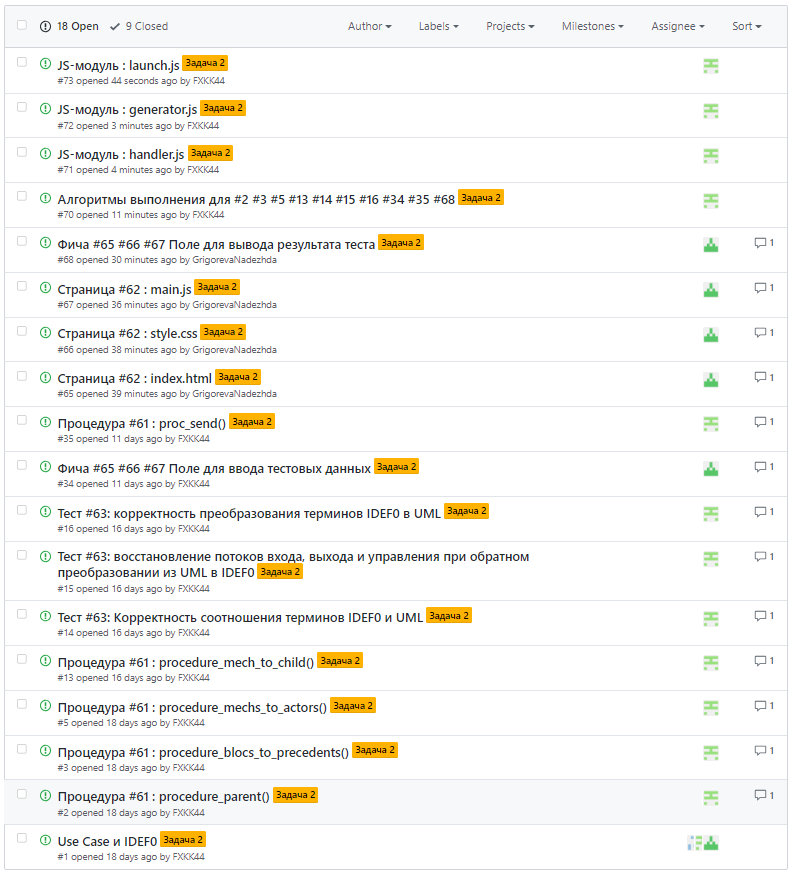 18 Open 9 Closed Author Labels Projects Milestones Assignee Sort
JS-модуль : launch.js Задача 2
#73 opened 44 seconds ago by FXKK44
JS-модуль : generator.js Задача 2
#72 opened 3 minutes ago by FXKK44
JS-модуль : handler.js Задача 2
#71 opened 4 minutes ago by FXKK44
Алгоритмы выполнения для #2 #3 #5 #13 #14 #15 #16 #34 #35 #68 Задача 2
#70 opened 11 minutes ago by FXKK44
Фича #65 #66 #67 Поле для вывода результата теста Задача 2 1
#68 opened 30 minutes ago by GrigorevaNadezhda
Страница #62 : main.js Задача 2 1
#67 opened 36 minutes ago by GrigorevaNadezhda
Страница #62 : style.css Задача 2 1
#66 opened 38 minutes ago by GrigorevaNadezhda
Страница #62 : index.html Задача 2 1
#65 opened 39 minutes ago by GrigorevaNadezhda
Процедура #61 : proc_send() Задача 2 1
#35 opened 11 days ago by FXKK44
Фича #65 #66 #67 Поле для ввода тестовых данных Задача 2 1
#34 opened 11 days ago by FXKK44
Тест #63: корректность преобразования терминов IDEF0 в UML Задача 2 1
#16 opened 16 days ago by FXKK44
Тест #63: восстановление потоков входа, выхода и управления при обратном 1
преобразовании из UML в IDEF0 Задача 2
#15 opened 16 days ago by FXKK44
Тест #63: Корректность соотношения терминов IDEF0 и UML Задача 2 1
#14 opened 16 days ago by FXKK44
Процедура #61 : procedure_mech_to_child() Задача 2 1
#13 opened 16 days ago by FXKK44
Процедура #61 : procedure_mechs_to_actors() Задача 2 1
#5 opened 18 days ago by FXKK44
Процедура #61 : procedure_blocs_to_precedents() Задача 2 1
#3 opened 18 days ago by FXKK44
Процедура #61 : procedure_parent() Задача 2 1
#2 opened 18 days ago by FXKK44
Use Case и IDEF0 Задача 2
#1 opened 18 days ago by FXKK44